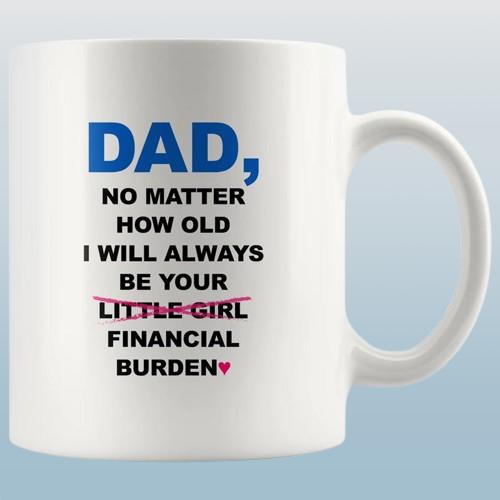 DAD,
NO MATTER
HOW OLD
I WILL ALWAYS
BE YOUR
LITTLE GIRL
FINANCIAL
BURDEN♥